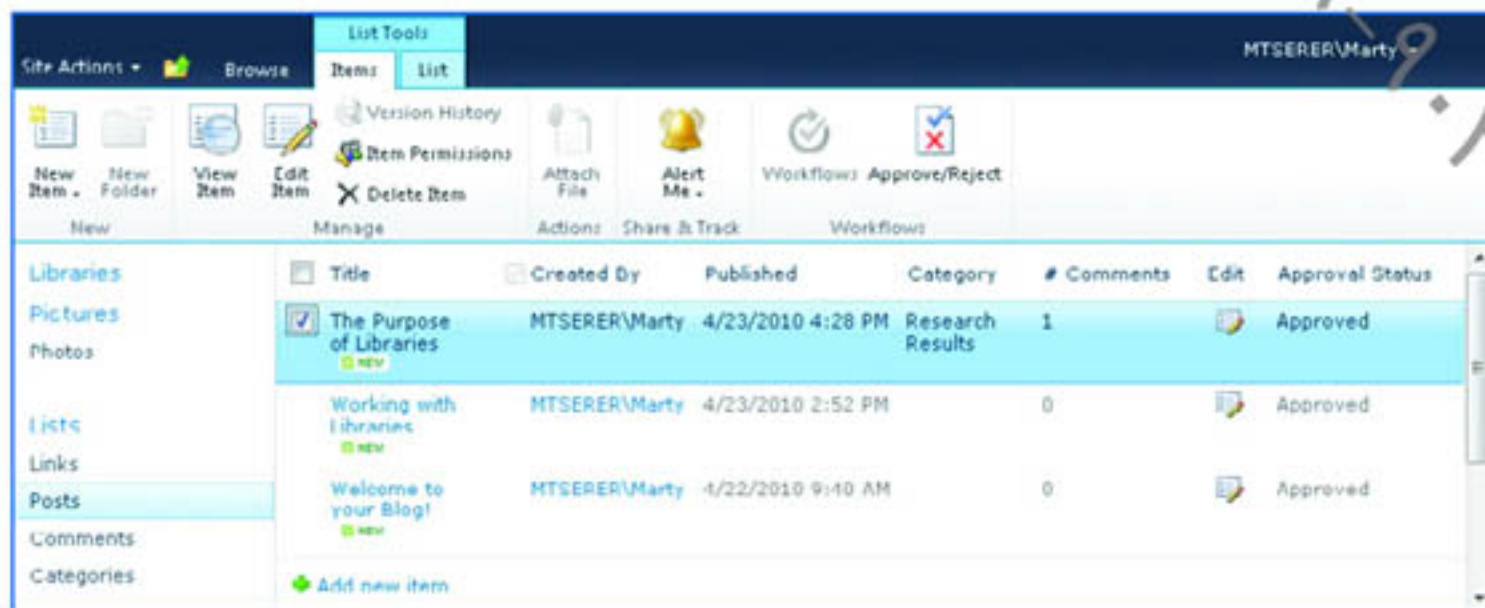 List Tools
Site Actions Browse Items List MTSERER\Marty
Version History
Item Permissions
Delete Item
New Item New Folder View Item Edit Item Attach File Alert Me Workflows Approve/Reject
New Manage Actions Share & Track Workflows
Libraries
Pictures
Photos
Lists
Links
Posts
Comments
Categories
Title Created By Published Category # Comments Edit Approval Status
The Purpose MTSERER\Marty 4/23/2010 4:28 PM Research 1 Approved
of Libraries Results
NEW
Working with MTSERER\Marty 4/23/2010 2:52 PM 0 Approved
Libraries
NEW
Welcome to MTSERER\Marty 4/22/2010 9:40 AM 0 Approved
your Blog!
NEW
Add new item